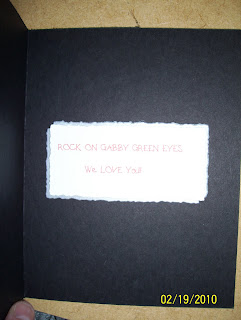 ROCK ON GABBY GREEN EYES
We LOVE You!!
02/19/2010